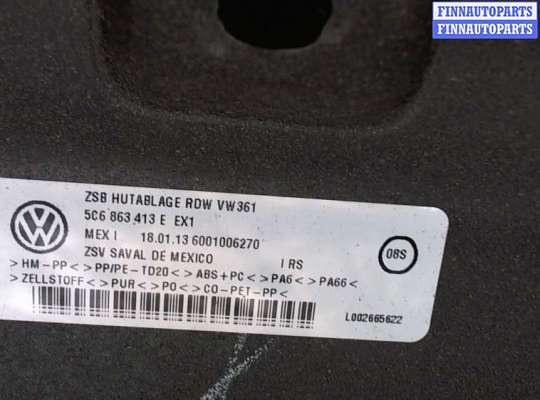 FINNAUTOPARTS
FINNAUTOPARTS
ZSB HUTABLAGE RDW VW361
5C6 863 413 E EX1
MEX I 18.01.13 6001006270
ZSV SAVAL DE MEXICO I RS
08S
>HM-PP<>PP/PE-TD20<>ABS+PC<>PA6<>PA66<
>ZELLSTOFF<>PUR<>PO<>CO-PET-PP<
L002665622